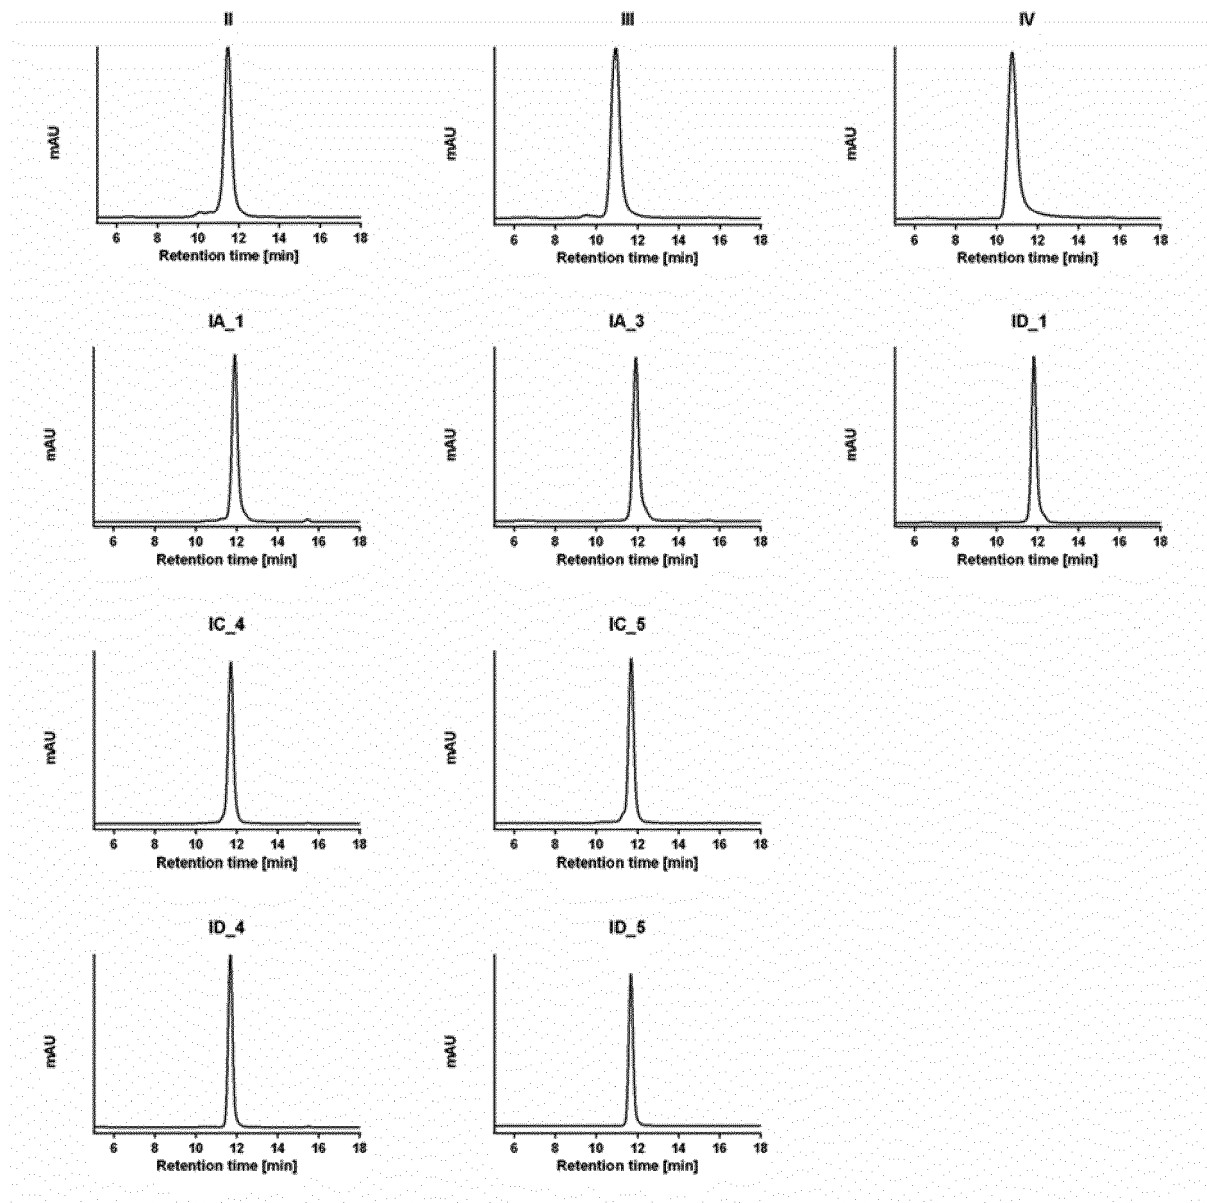 II
III
IV
mAU
mAU
mAU
6 8 10 12 14 16 18
6 8 10 12 14 16 18
6 8 10 12 14 16 18
Retention time [min]
Retention time [min]
Retention time [min]
IA_1
IA_3
ID_1
mAU
mAU
mAU
6 8 10 12 14 16 18
6 8 10 12 14 16 18
6 8 10 12 14 16 18
Retention time [min]
Retention time [min]
Retention time [min]
IC_4
IC_5
mAU
mAU
6 8 10 12 14 16 18
6 8 10 12 14 16 18
Retention time [min]
Retention time [min]
ID_4
ID_5
mAU
mAU
6 8 10 12 14 16 18
6 8 10 12 14 16 18
Retention time [min]
Retention time [min]